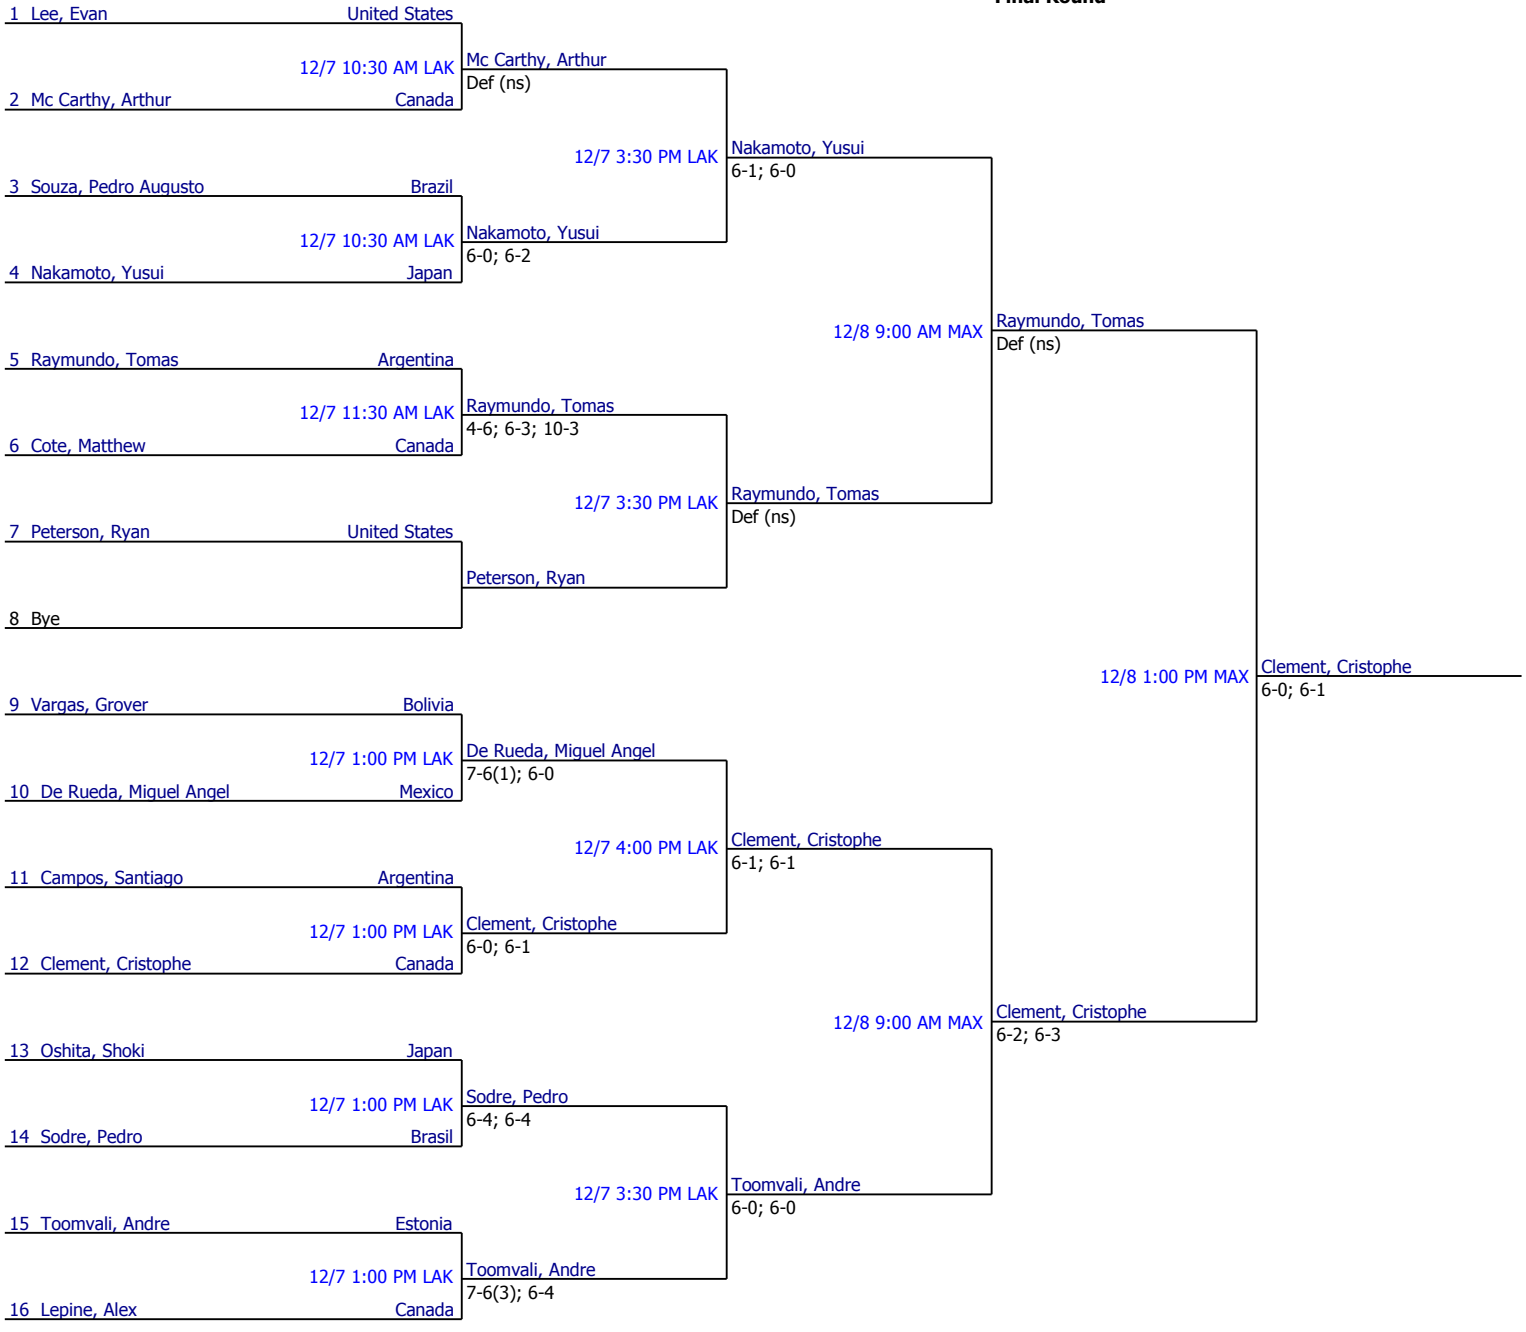 Final Round
1 Lee, Evan United States
12/7 10:30 AM LAK
Mc Carthy, Arthur
Def (ns)
2 Mc Carthy, Arthur Canada
12/7 3:30 PM LAK
Nakamoto, Yusui
6-1; 6-0
3 Souza, Pedro Augusto Brazil
12/7 10:30 AM LAK
Nakamoto, Yusui
6-0; 6-2
4 Nakamoto, Yusui Japan
12/8 9:00 AM MAX
Raymundo, Tomas
Def (ns)
5 Raymundo, Tomas Argentina
12/7 11:30 AM LAK
Raymundo, Tomas
4-6; 6-3; 10-3
6 Cote, Matthew Canada
12/7 3:30 PM LAK
Raymundo, Tomas
Def (ns)
7 Peterson, Ryan United States
Peterson, Ryan
8 Bye
12/8 1:00 PM MAX
Clement, Cristophe
6-0; 6-1
9 Vargas, Grover Bolivia
12/7 1:00 PM LAK
De Rueda, Miguel Angel
7-6(1); 6-0
10 De Rueda, Miguel Angel Mexico
12/7 4:00 PM LAK
Clement, Cristophe
6-1; 6-1
11 Campos, Santiago Argentina
12/7 1:00 PM LAK
Clement, Cristophe
6-0; 6-1
12 Clement, Cristophe Canada
12/8 9:00 AM MAX
Clement, Cristophe
6-2; 6-3
13 Oshita, Shoki Japan
12/7 1:00 PM LAK
Sodre, Pedro
6-4; 6-4
14 Sodre, Pedro Brasil
12/7 3:30 PM LAK
Toomvali, Andre
6-0; 6-0
15 Toomvali, Andre Estonia
12/7 1:00 PM LAK
Toomvali, Andre
7-6(3); 6-4
16 Lepine, Alex Canada